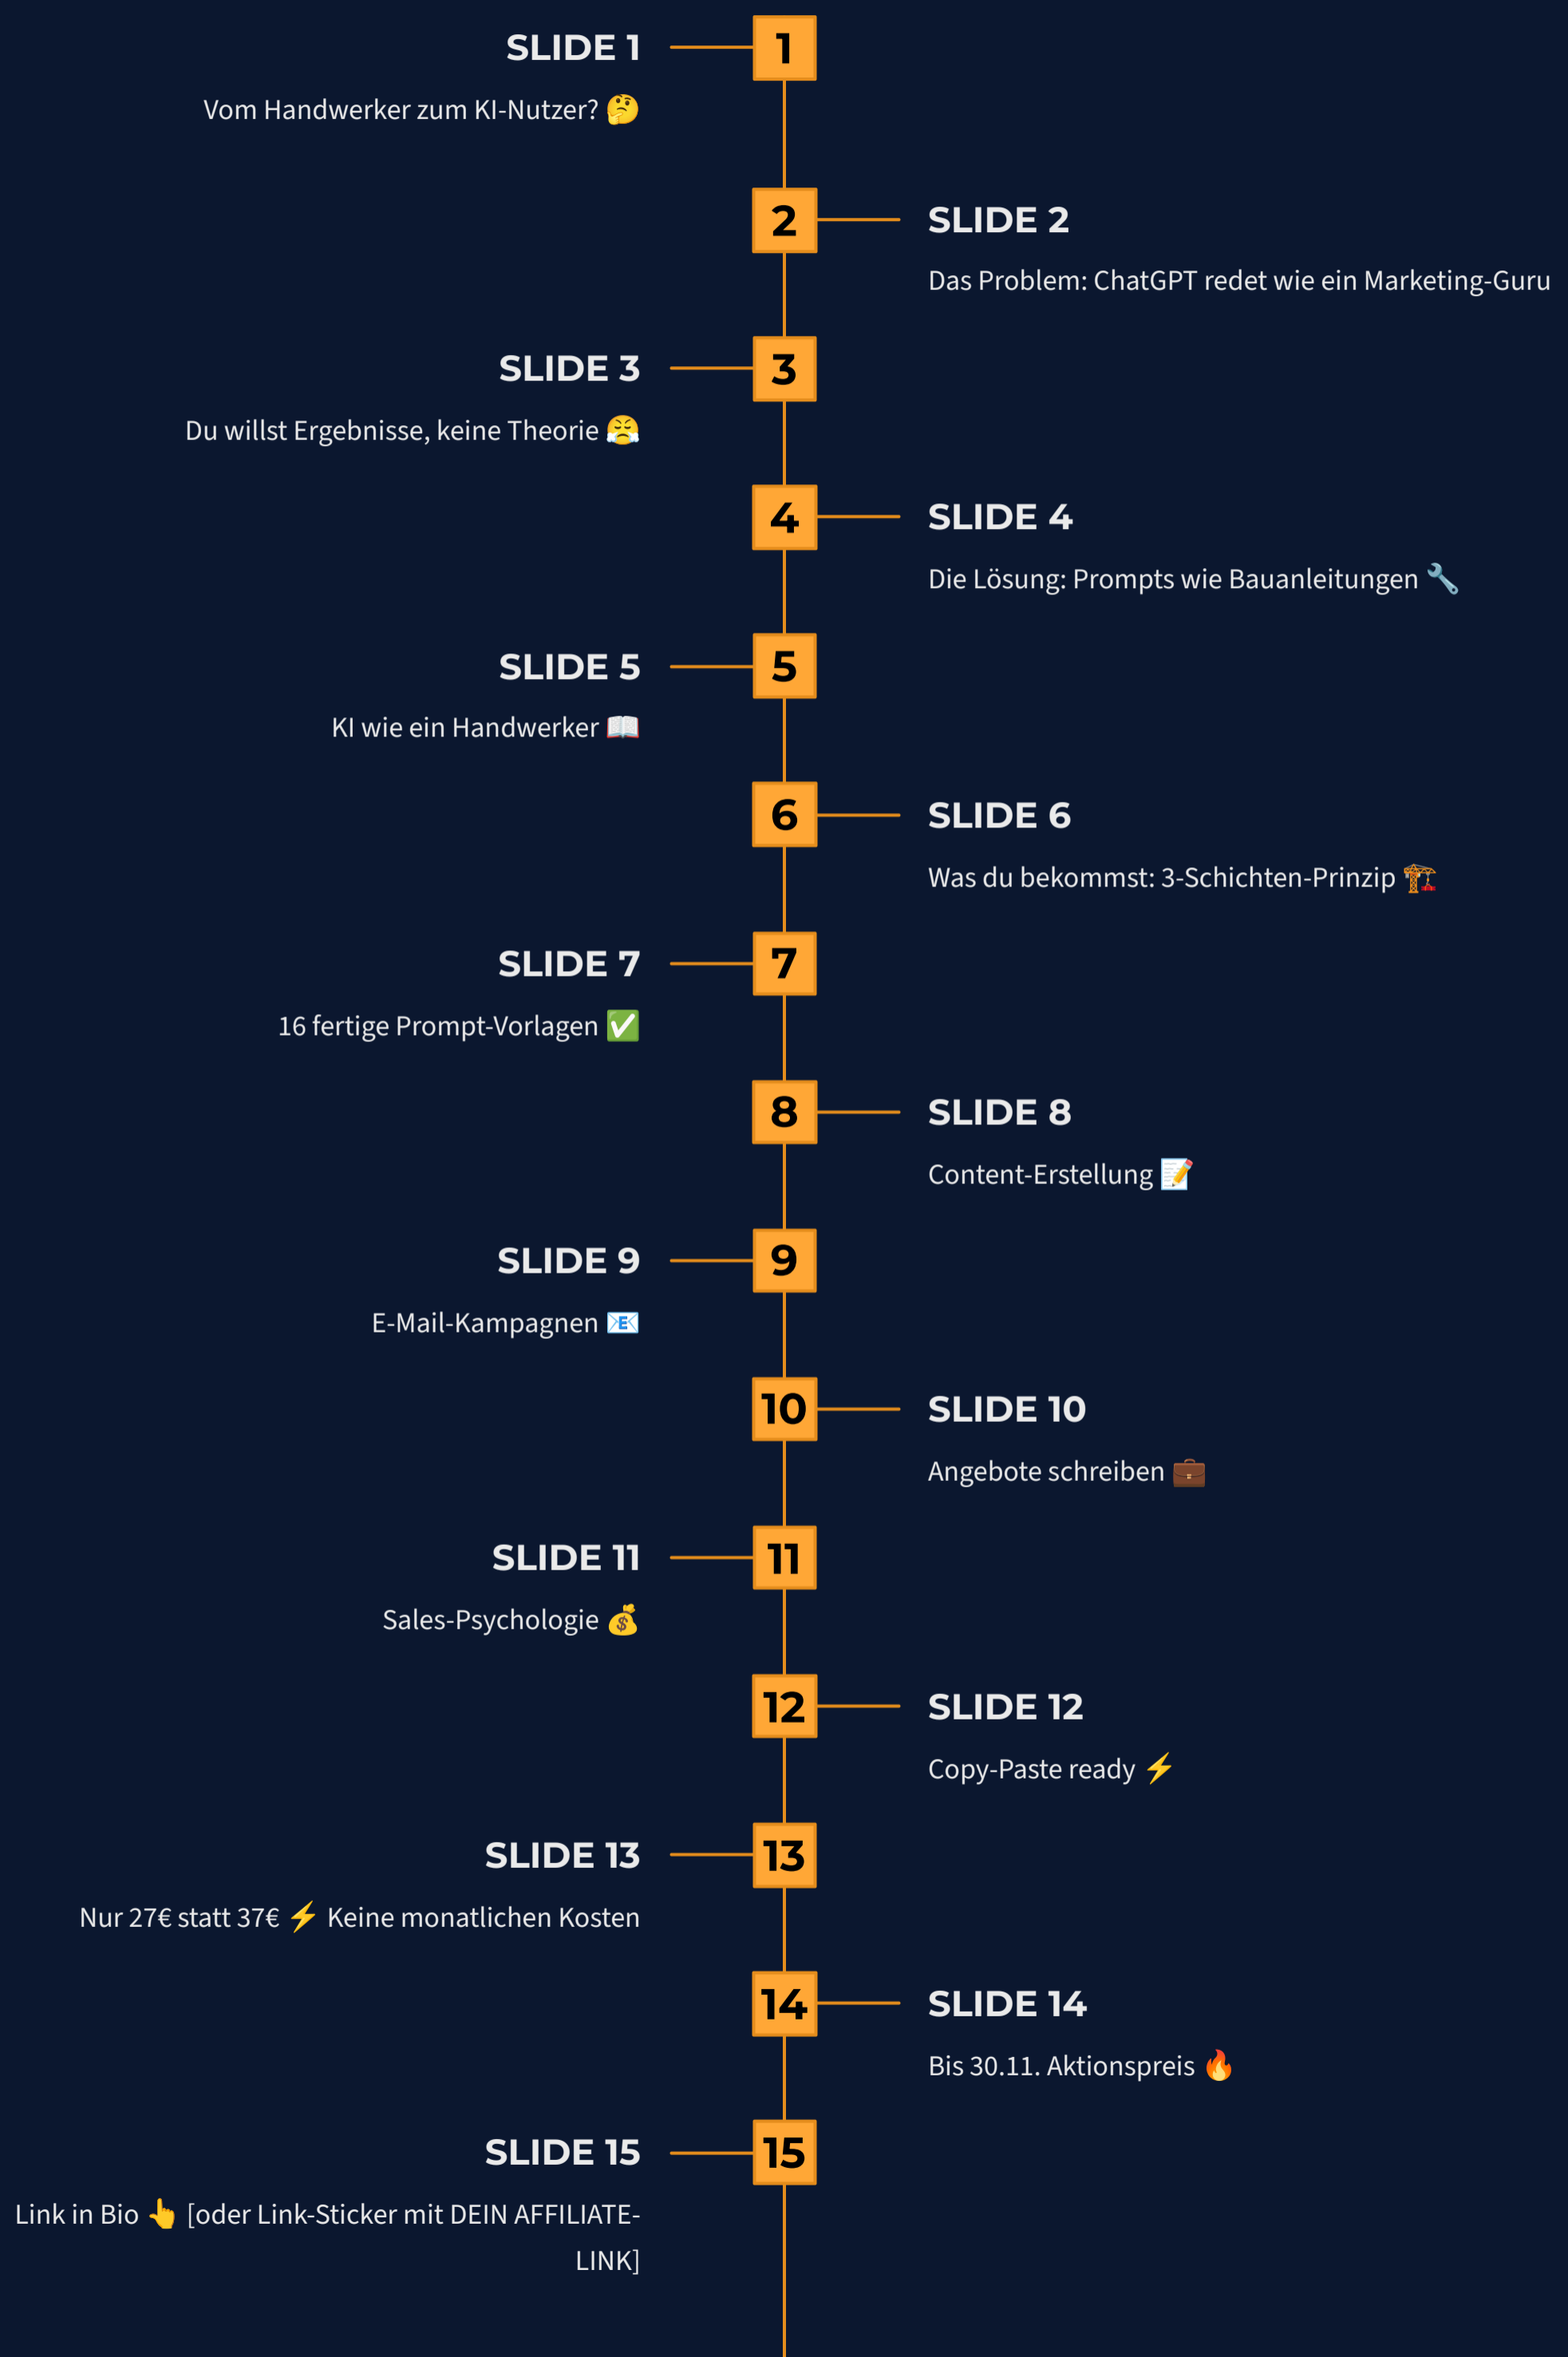 SLIDE 1
1
Vom Handwerker zum KI-Nutzer? 🤔
2
SLIDE 2
Das Problem: ChatGPT redet wie ein Marketing-Guru
SLIDE 3
3
Du willst Ergebnisse, keine Theorie 😤
4
SLIDE 4
Die Lösung: Prompts wie Bauanleitungen 🔧
SLIDE 5
5
KI wie ein Handwerker 📖
6
SLIDE 6
Was du bekommst: 3-Schichten-Prinzip 🏗️
SLIDE 7
7
16 fertige Prompt-Vorlagen ✅
8
SLIDE 8
Content-Erstellung 📝
SLIDE 9
9
E-Mail-Kampagnen 📧
10
SLIDE 10
Angebote schreiben 💼
SLIDE 11
11
Sales-Psychologie 💰
12
SLIDE 12
Copy-Paste ready ⚡
SLIDE 13
13
Nur 27€ statt 37€ ⚡ Keine monatlichen Kosten
14
SLIDE 14
Bis 30.11. Aktionspreis 🔥
SLIDE 15
15
Link in Bio 👆 [oder Link-Sticker mit DEIN AFFILIATE-
LINK]